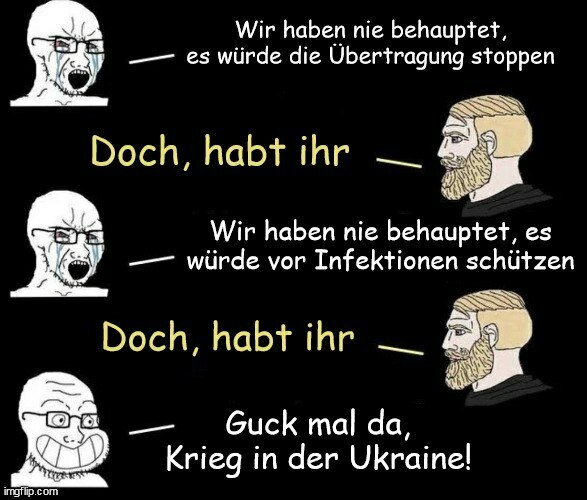 Wir haben nie behauptet,
es würde die Übertragung stoppen
Doch, habt ihr
Wir haben nie behauptet, es
würde vor Infektionen schützen
Doch, habt ihr
Guck mal da,
Krieg in der Ukraine!
imgflip.com